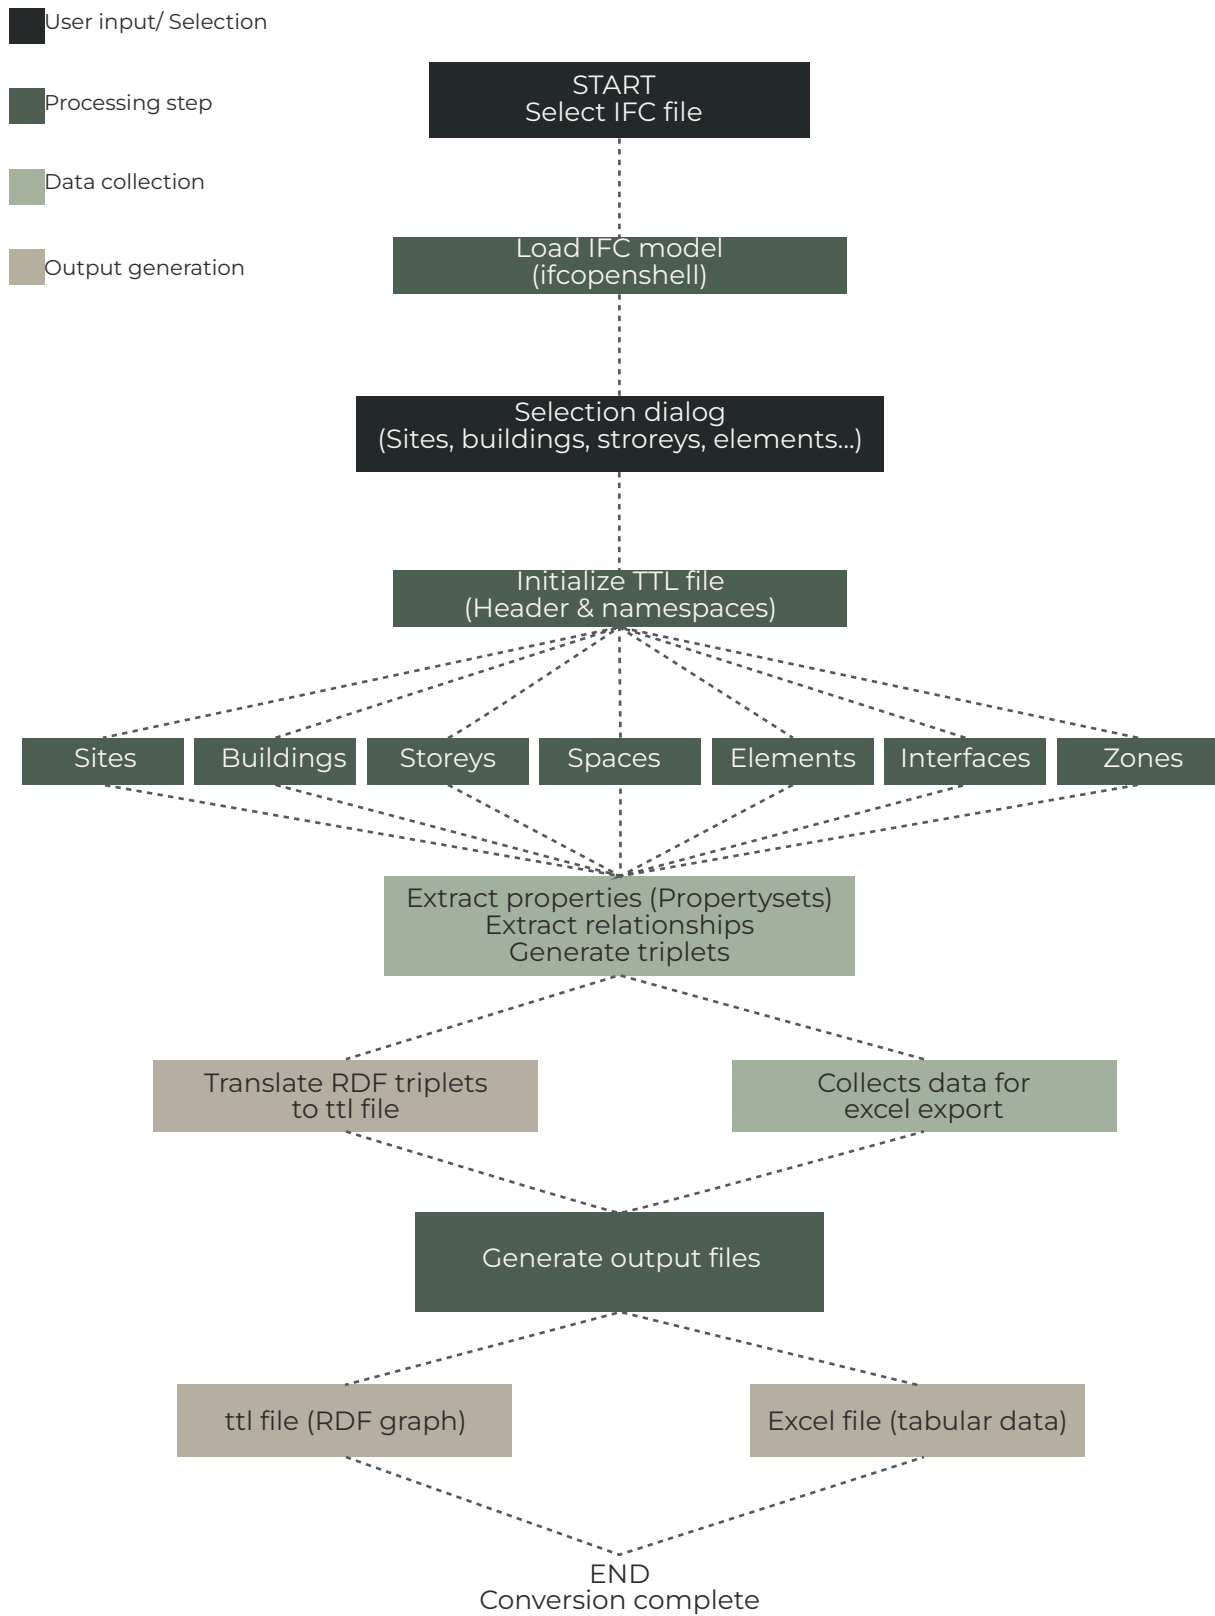 User input/ Selection
Processing step
Data collection
Output generation
START
Select IFC file
Load IFC model
(ifcopenshell)
Selection dialog
(Sites, buildings, stroreys, elements...)
Initialize TTL file
(Header & namespaces)
Sites
Buildings
Storeys
Spaces
Elements
Interfaces
Zones
Extract properties (Propertysets)
Extract relationships
Generate triplets
Translate RDF triplets
to ttl file
Collects data for
excel export
Generate output files
ttl file (RDF graph)
Excel file (tabular data)
END
Conversion complete